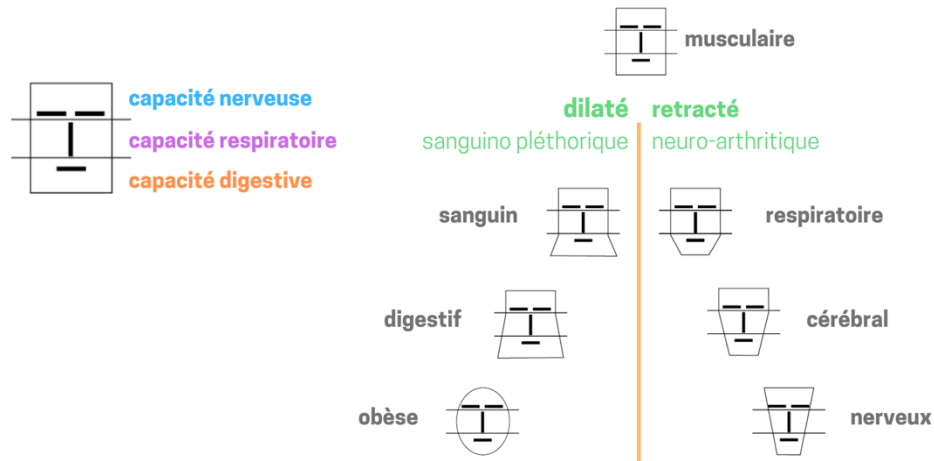 musculaire
capacité nerveuse
capacité respiratoire
capacité digestive
dilaté
retracté
sanguino pléthorique
neuro-arthritique
sanguin
respiratoire
digestif
cérébral
obèse
nerveux